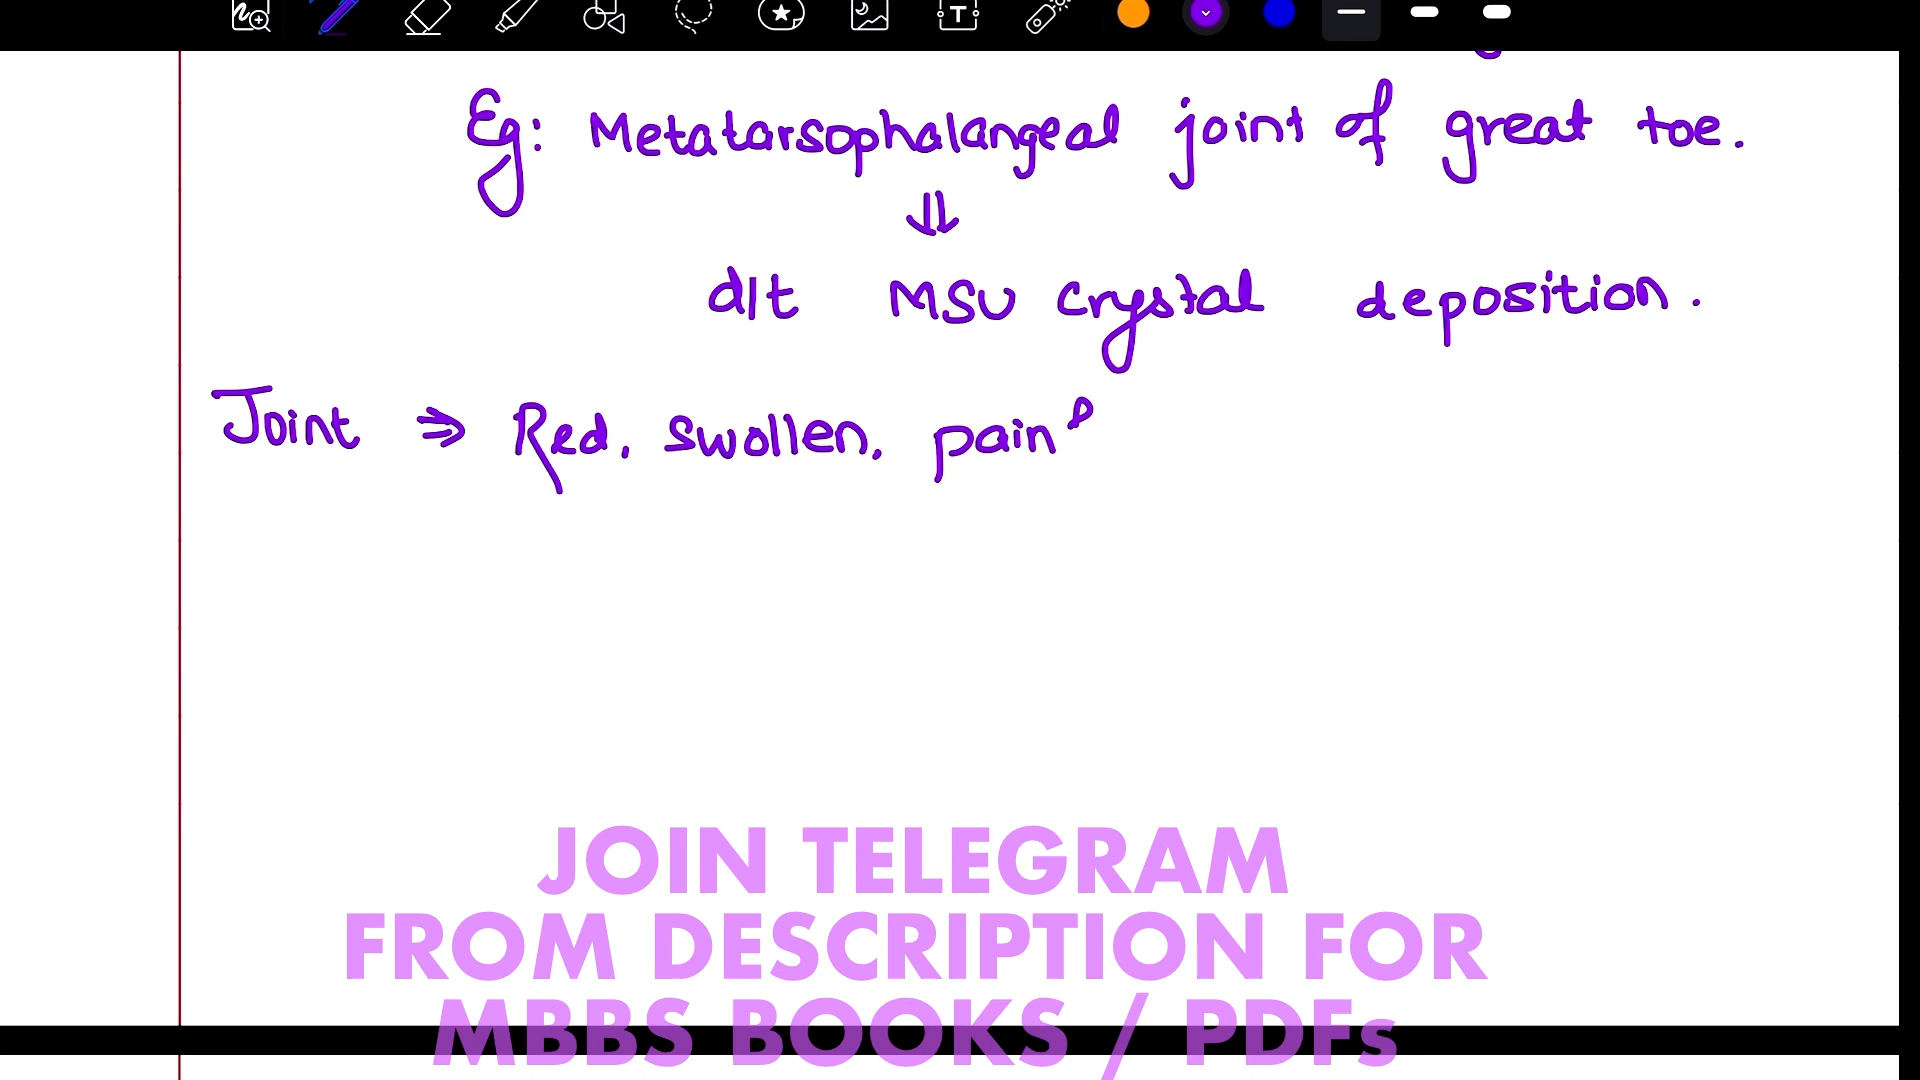 Eg: Metatarsophalangeal joint of great toe.
⇓
d/t MSU crystal deposition.
Joint ⇒ Red, swollen, pain
JOIN TELEGRAM
FROM DESCRIPTION FOR
MBBS BOOKS / PDFs